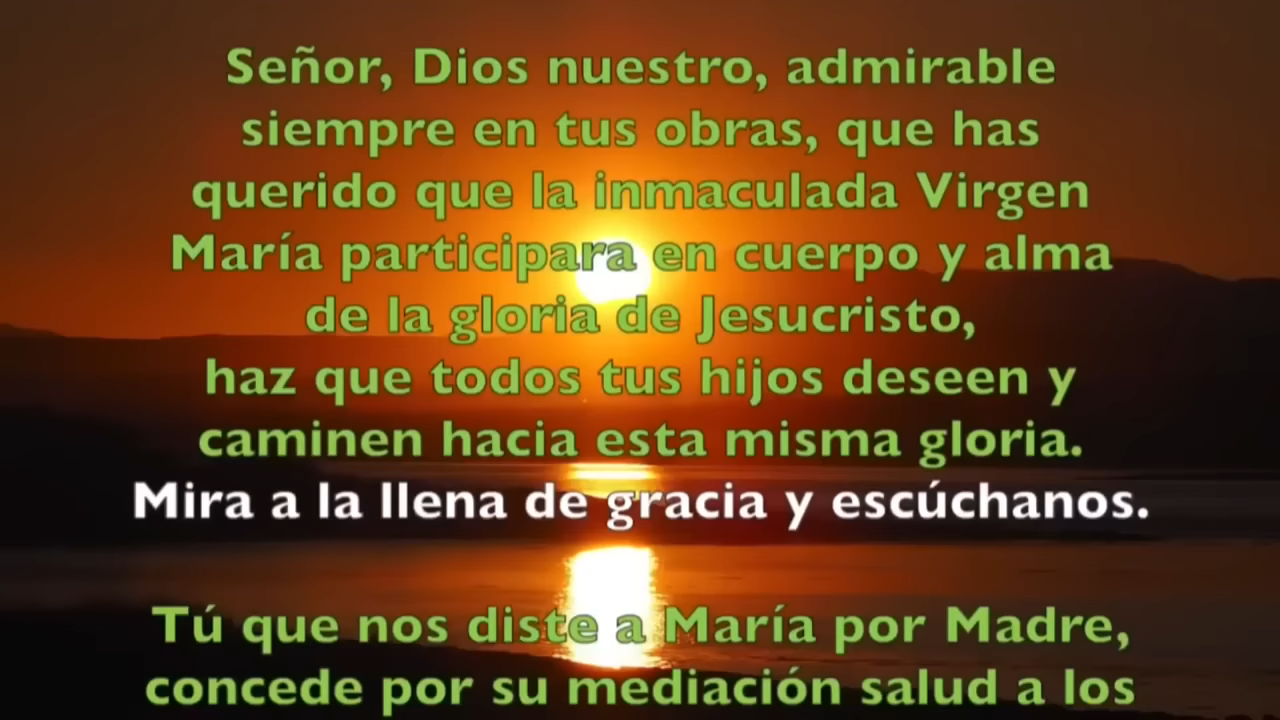 Señor, Dios nuestro, admirable
siempre en tus obras, que has
querido que la inmaculada Virgen
María participara en cuerpo y alma
de la gloria de Jesucristo,
haz que todos tus hijos deseen y
caminen hacia esta misma gloria.
Mira a la llena de gracia y escúchanos.
Tú que nos diste a María por Madre,
concede por su mediación salud a los